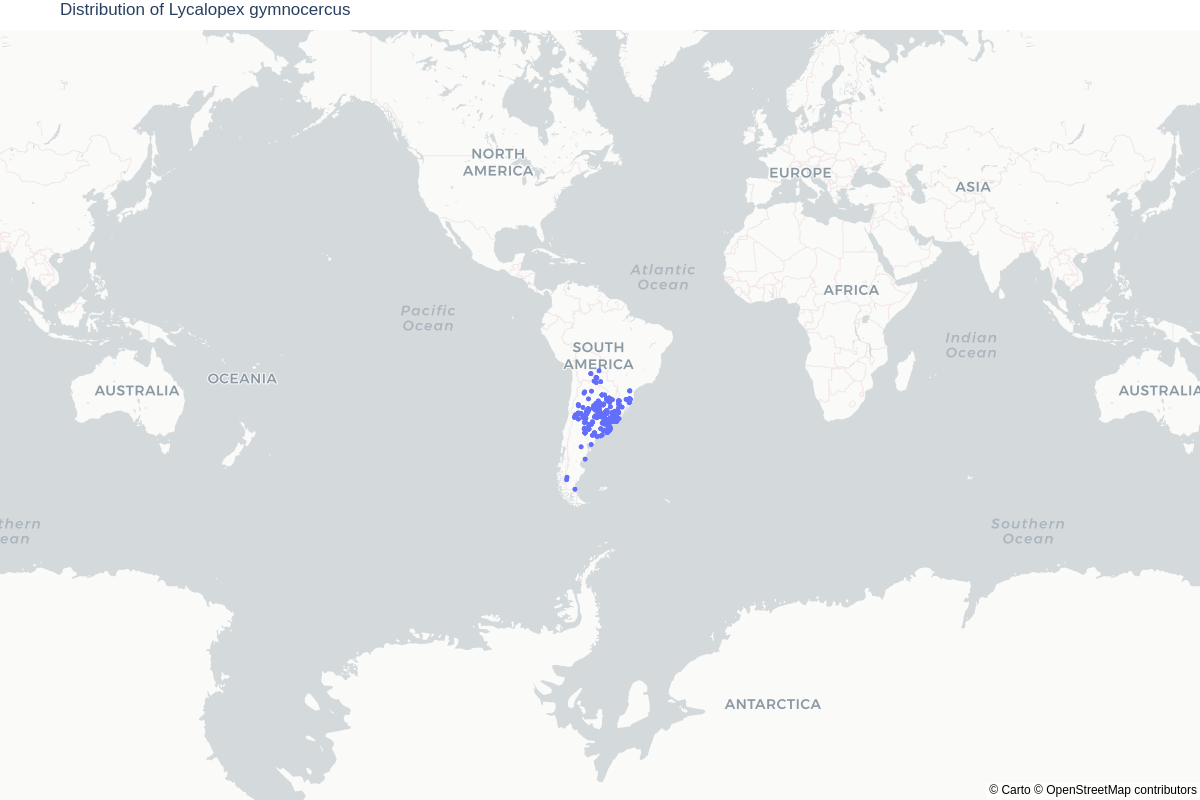 Distribution of Lycalopex gymnocercus
NORTH
AMERICA
EUROPE
ASIA
Atlantic
Ocean
AFRICA
Pacific
Ocean
Indian
Ocean
SOUTH
AMERICA
OCEANIA
AUSTRALIA
AUSTRALIA
thern
ean
Southern
Ocean
ANTARCTICA
© Carto © OpenStreetMap contributors